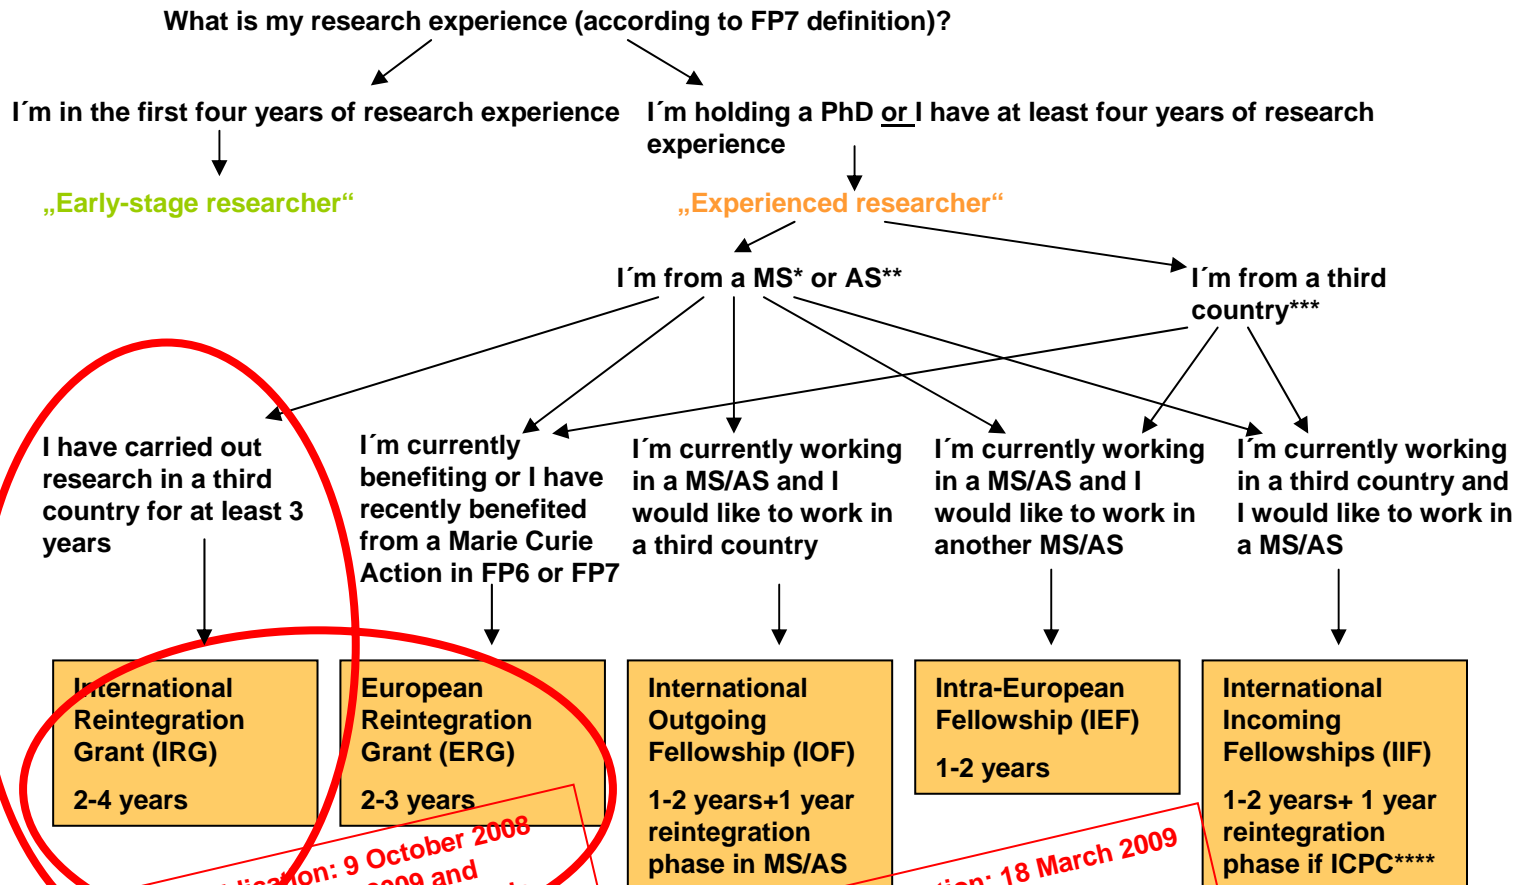 What is my research experience (according to FP7 definition)?
I´m in the first four years of research experience
I´m holding a PhD or I have at least four years of research
experience
„Early-stage researcher“
„Experienced researcher“
I´m from a MS* or AS**
I´m from a third
country***
I have carried out
research in a third
country for at least 3
years
I´m currently
benefiting or I have
recently benefited
from a Marie Curie
Action in FP6 or FP7
I´m currently working
in a MS/AS and I
would like to work in
a third country
I´m currently working
in a MS/AS and I
would like to work in
another MS/AS
I´m currently working
in a third country and
I would like to work in
a MS/AS
International
Reintegration
Grant (IRG)
2-4 years
European
Reintegration
Grant (ERG)
2-3 years
International
Outgoing
Fellowship (IOF)
1-2 years+1 year
reintegration
phase in MS/AS
Intra-European
Fellowship (IEF)
1-2 years
International
Incoming
Fellowships (IIF)
1-2 years+ 1 year
reintegration
phase if ICPC****
9 October 2008
2009 and
18 March 2009